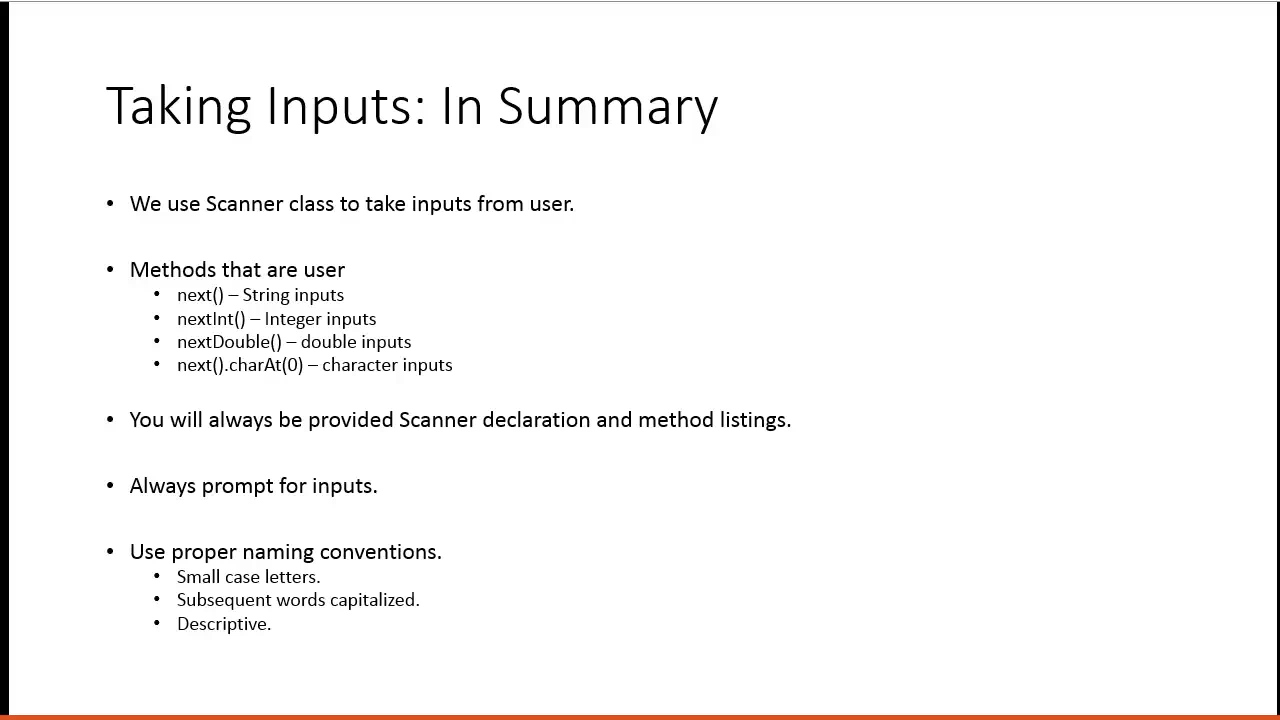 Taking Inputs: In Summary
• We use Scanner class to take inputs from user.
• Methods that are user
• next() – String inputs
• nextInt() – Integer inputs
• nextDouble() – double inputs
• next().charAt(0) – character inputs
• You will always be provided Scanner declaration and method listings.
• Always prompt for inputs.
• Use proper naming conventions.
• Small case letters.
• Subsequent words capitalized.
• Descriptive.